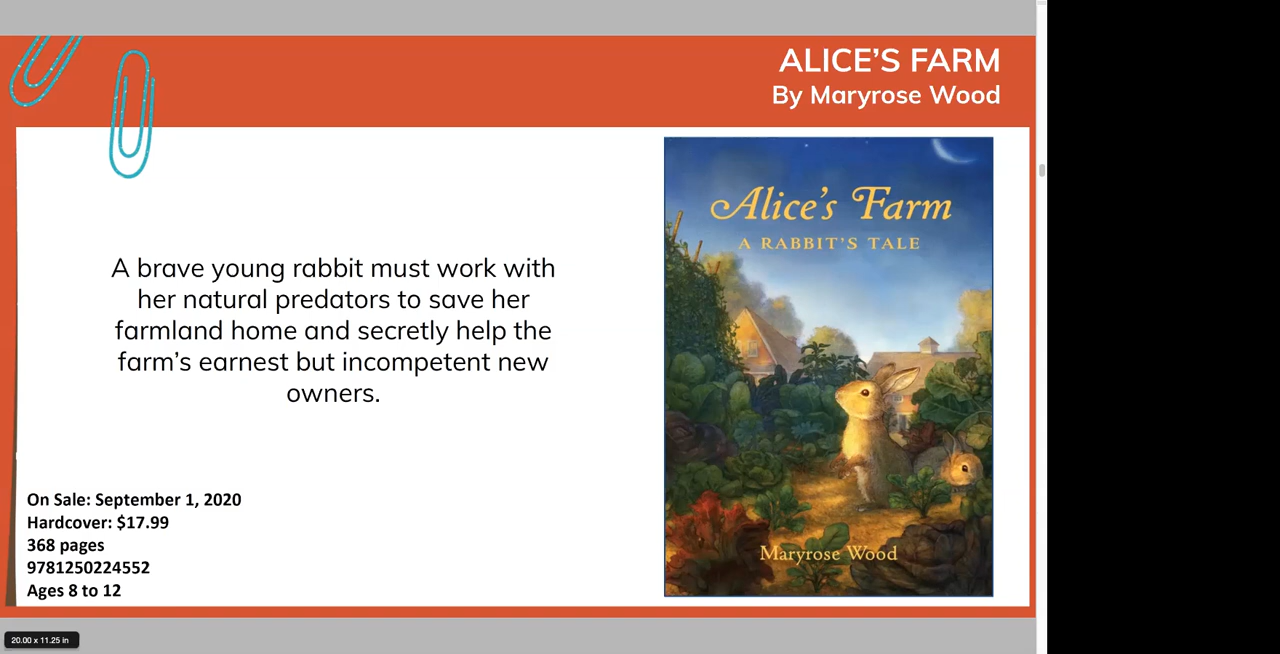 ALICE’S FARM
By Maryrose Wood
A brave young rabbit must work with
her natural predators to save her
farmland home and secretly help the
farm’s earnest but incompetent new
owners.
On Sale: September 1, 2020
Hardcover: $17.99
368 pages
9781250224552
Ages 8 to 12
Alice’s Farm
A RABBIT’S TALE
Maryrose Wood
20.00 x 11.25 in